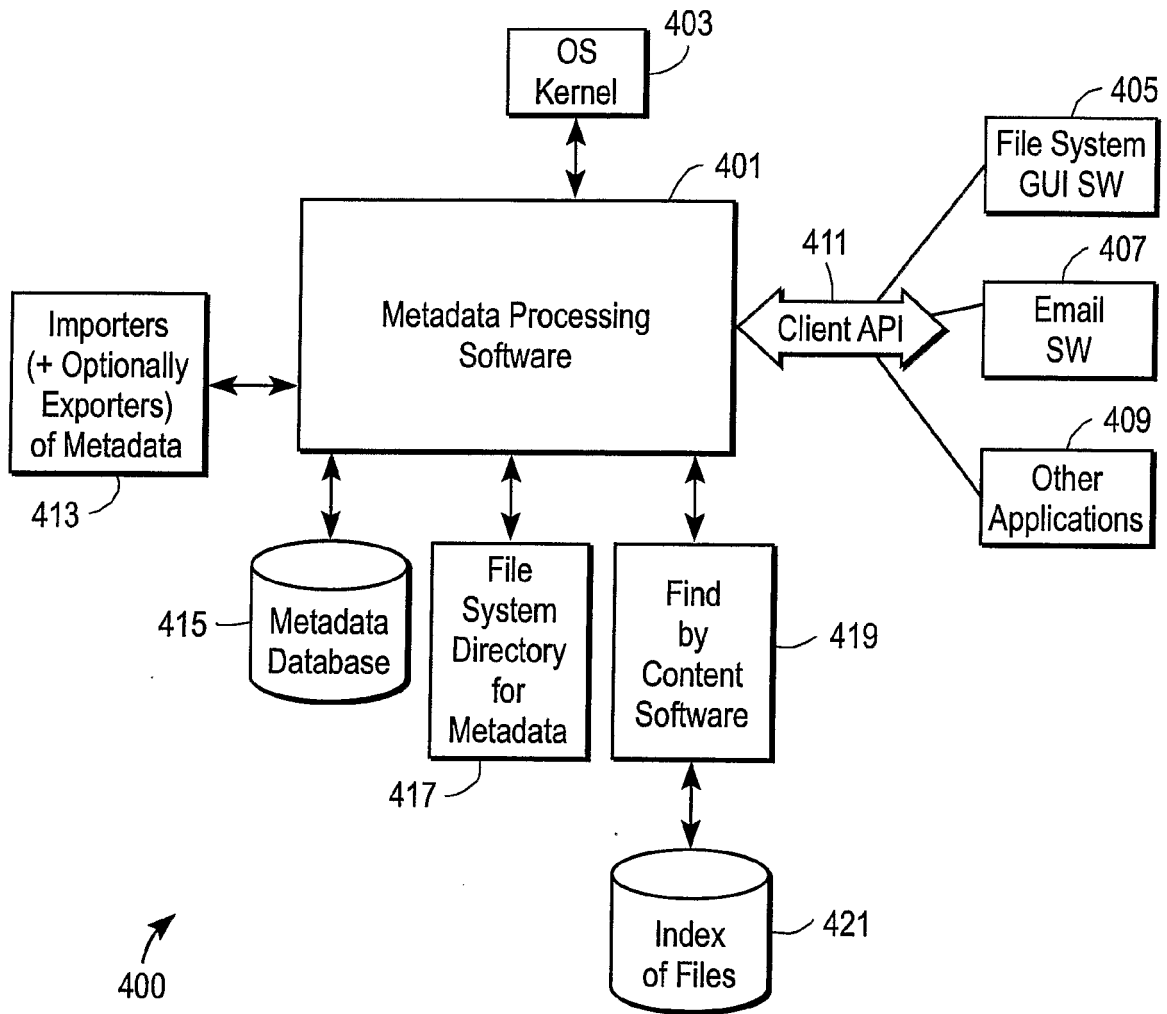 403
OS
Kernel
405
File System
GUI SW
401
411
407
Metadata Processing
Software
Client API
Email
SW
Importers
(+ Optionally
Exporters)
of Metadata
413
409
Other
Applications
415
Metadata
Database
File
System
Directory
for
Metadata
417
Find
by
Content
Software
419
Index
of Files
421
400